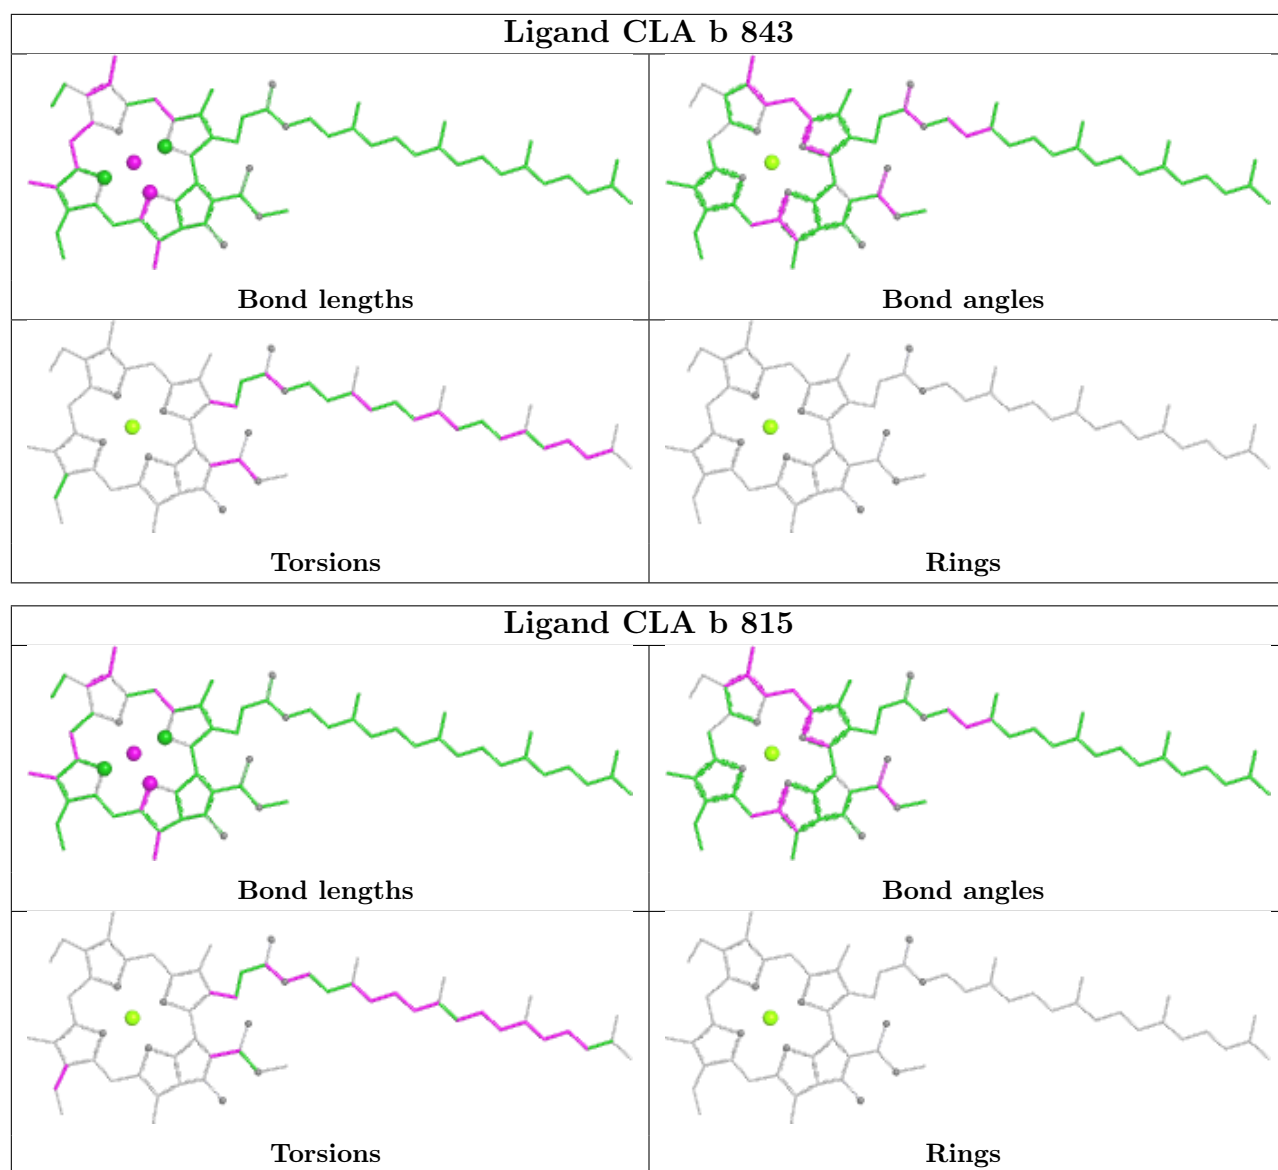 Ligand CLA b 843
Bond lengths
Bond angles
Torsions
Rings
Ligand CLA b 815
Bond lengths
Bond angles
Torsions
Rings